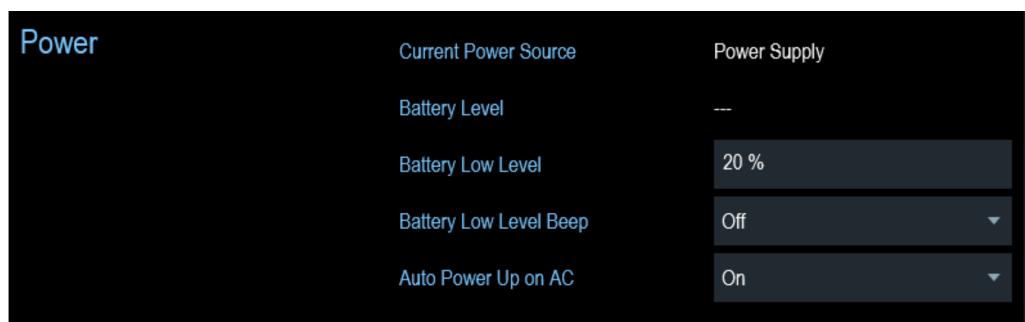 Power
Current Power Source Power Supply
Battery Level ---
Battery Low Level 20 %
Battery Low Level Beep Off
Auto Power Up on AC On